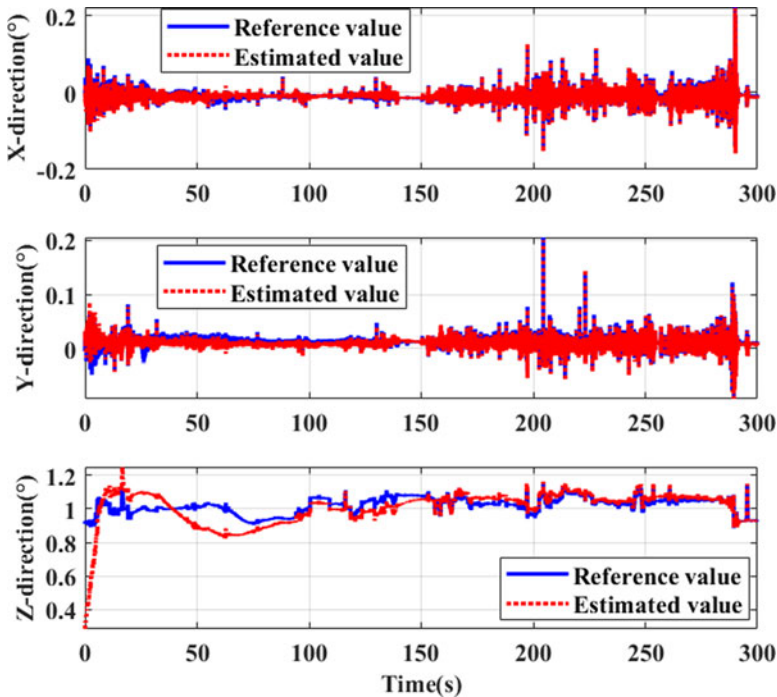 X-direction(°)
0.2
0
-0.2
Reference value
Estimated value
0 50 100 150 200 250 300
Y-direction(°)
0.2
0.1
0
Reference value
Estimated value
0 50 100 150 200 250 300
Z-direction(°)
1.2
1
0.8
0.6
0.4
Reference value
Estimated value
0 50 100 150 200 250 300
Time(s)